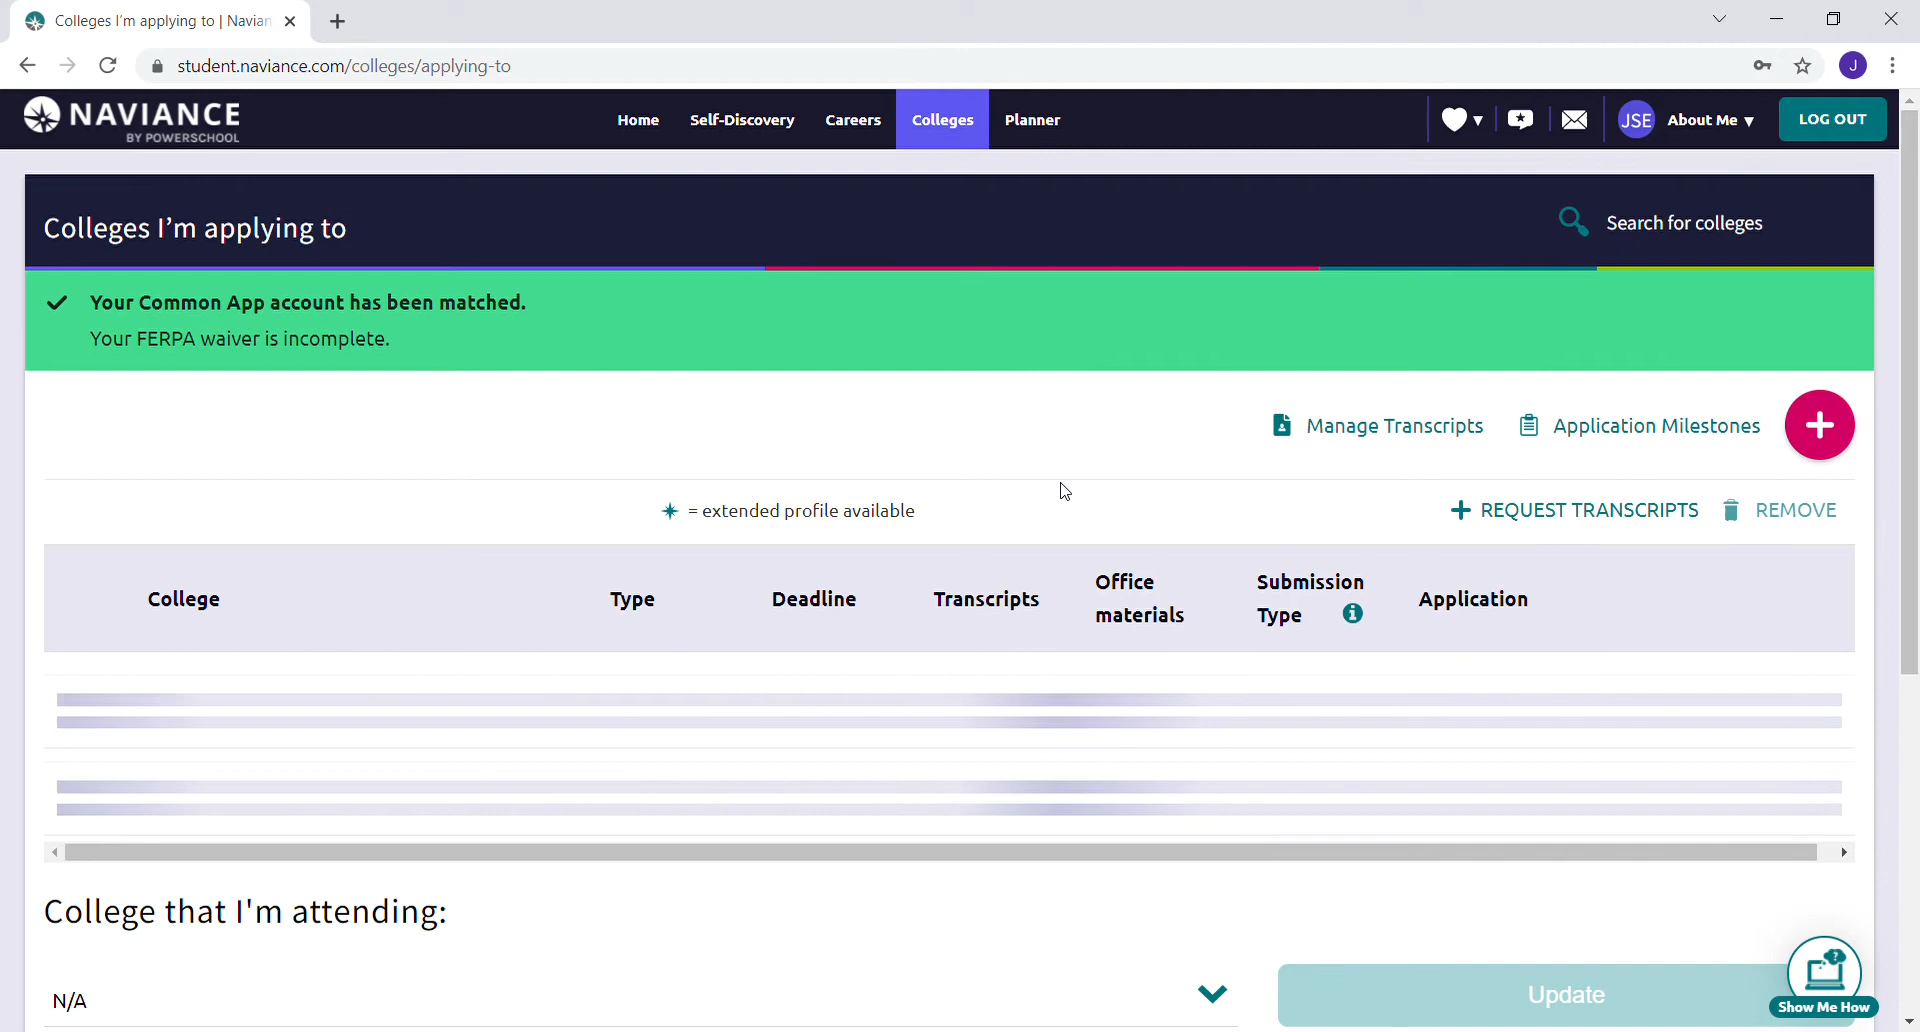 Colleges I'm applying to | Navian
student.naviance.com/colleges/applying-to
J
NAVIANCE
BY POWERSCHOOL
Home Self-Discovery Careers Colleges Planner
JSE About Me ▾ LOG OUT
Colleges I’m applying to
Search for colleges
Your Common App account has been matched.
Your FERPA waiver is incomplete.
Manage Transcripts Application Milestones +
= extended profile available
+ REQUEST TRANSCRIPTS REMOVE
College Type Deadline Transcripts Office materials Submission Type i Application
College that I'm attending:
N/A
Update
Show Me How